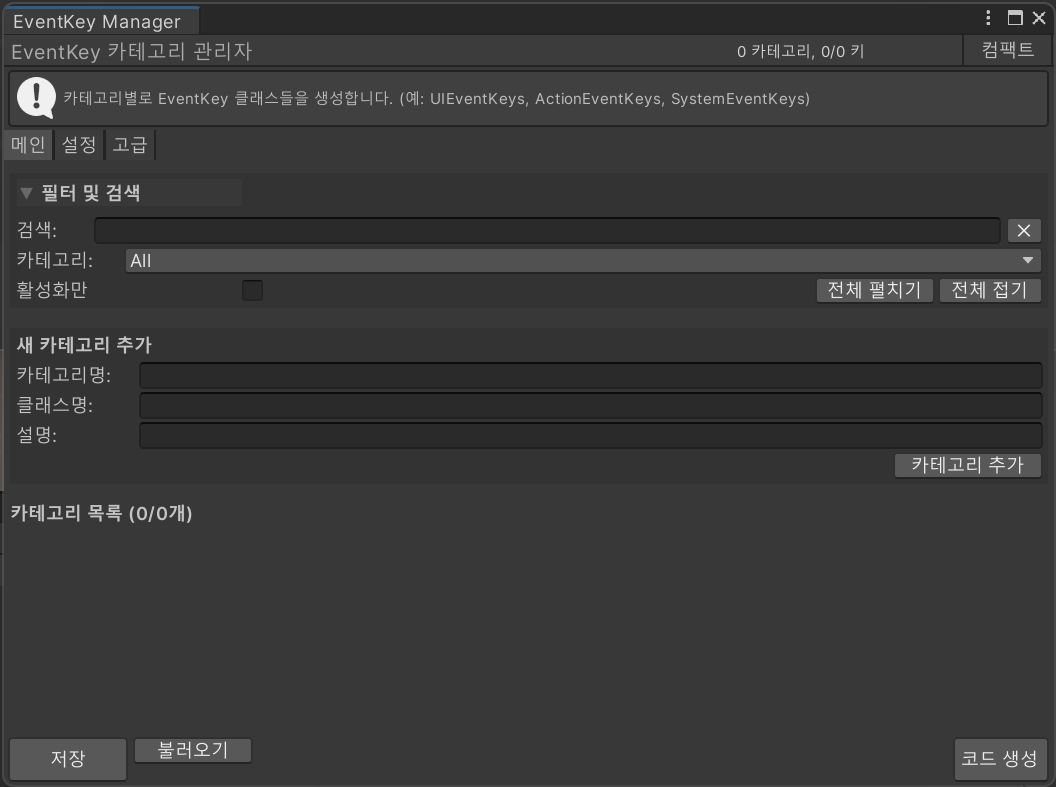 EventKey Manager
EventKey 카테고리 관리자 0 카테고리, 0/0 키 컴팩트
카테고리별로 EventKey 클래스들을 생성합니다. (예: UIEventKeys, ActionEventKeys, SystemEventKeys)
메인 설정 고급
필터 및 검색
검색:
카테고리: All
활성화만 전체 펼치기 전체 접기
새 카테고리 추가
카테고리명:
클래스명:
설명:
카테고리 추가
카테고리 목록 (0/0개)
저장 불러오기 코드 생성